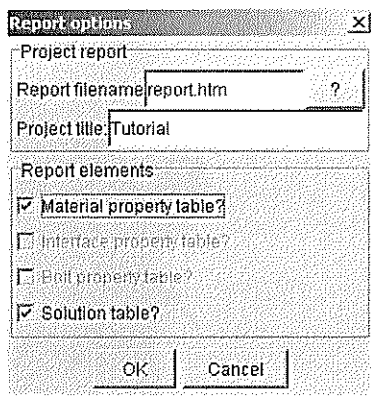 Report options
Project report
Report filename report.htm ?
Project title: Tutorial
Report elements
Material property table?
Interface property table?
Bolt property table?
Solution table?
OK Cancel